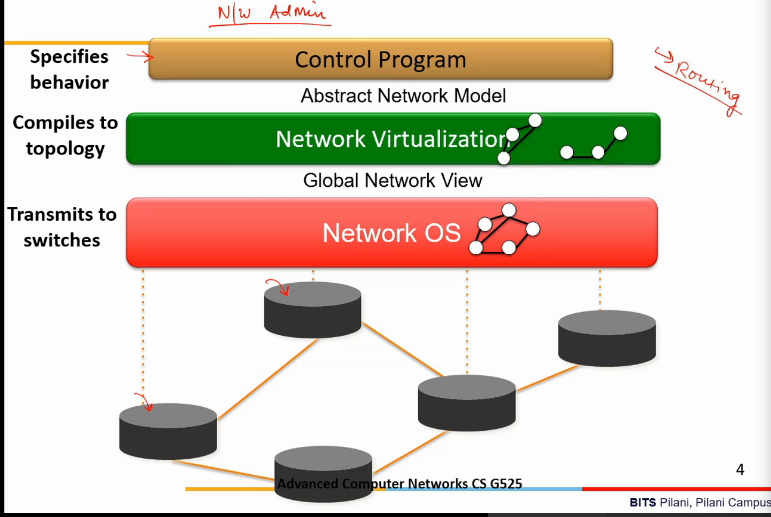 N/W Admin
Specifies
behavior
Control Program
Routing
Abstract Network Model
Compiles to
topology
Network Virtualization
Global Network View
Transmits to
switches
Network OS
4
Advanced Computer Networks CS G525
BITS Pilani, Pilani Campus